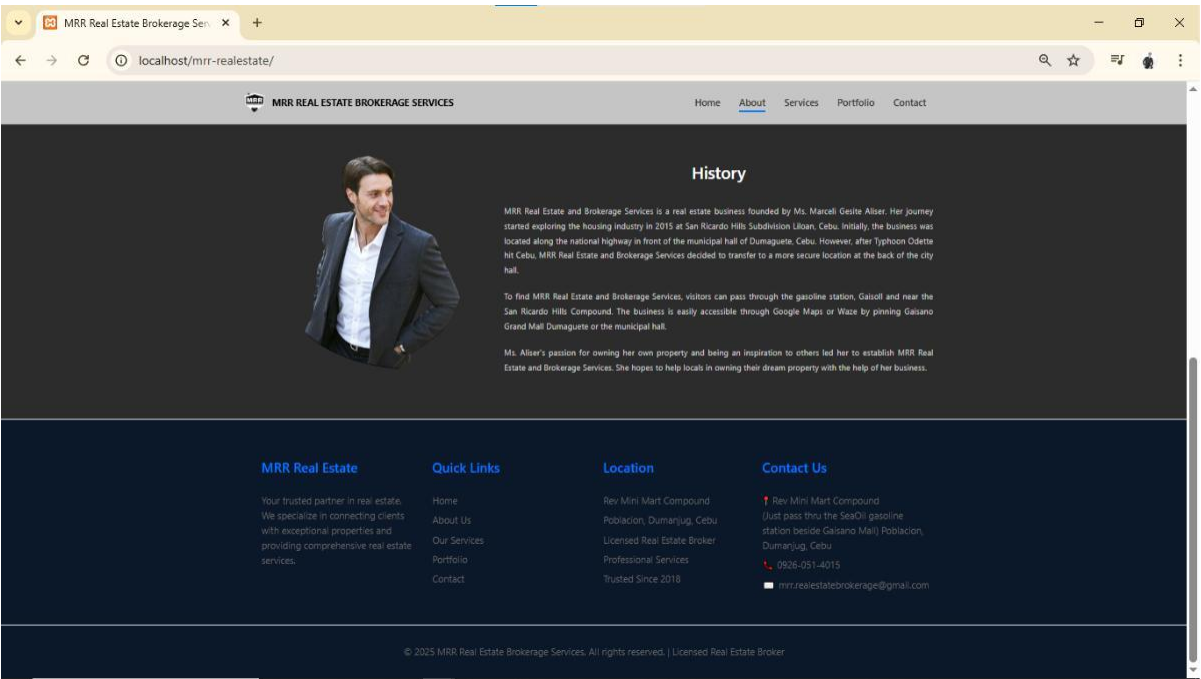 MRR Real Estate Brokerage Ser
localhost/mrr-realestate/
MRR
MRR REAL ESTATE BROKERAGE SERVICES
Home
About
Services
Portfolio
Contact
History
MRR Real Estate and Brokerage Services is a real estate business founded by Ms. Marceli Gesite Aliser. Her journey
started exploring the housing industry in 2015 at San Ricardo Hills Subdivision Liloan, Cebu. Initially, the business was
located along the national highway in front of the municipal hall of Dumaguete, Cebu. However, after Typhoon Odette
hit Cebu, MRR Real Estate and Brokerage Services decided to transfer to a more secure location at the back of the city
hall.
To find MRR Real Estate and Brokerage Services, visitors can pass through the gasoline station, Gaisoll and near the
San Ricardo Hills Compound. The business is easily accessible through Google Maps or Waze by pinning Gaisano
Grand Mall Dumaguete or the municipal hall.
Ms. Aliser's passion for owning her own property and being an inspiration to others led her to establish MRR Real
Estate and Brokerage Services. She hopes to help locals in owning their dream property with the help of her business.
MRR Real Estate
Your trusted partner in real estate.
We specialize in connecting clients
with exceptional properties and
providing comprehensive real estate
services.
Quick Links
Home
About Us
Our Services
Portfolio
Contact
Location
Rev Mini Mart Compound
Poblacion, Dumanjug, Cebu
Licensed Real Estate Broker
Professional Services
Trusted Since 2018
Contact Us
📍 Rev Mini Mart Compound
(Just pass thru the SeaOil gasoline
station beside Gaisano Mall) Poblacion,
Dumanjug, Cebu
📞 0926-051-4015
✉️ mrr.realestatebrokerage@gmail.com
© 2025 MRR Real Estate Brokerage Services. All rights reserved. | Licensed Real Estate Broker